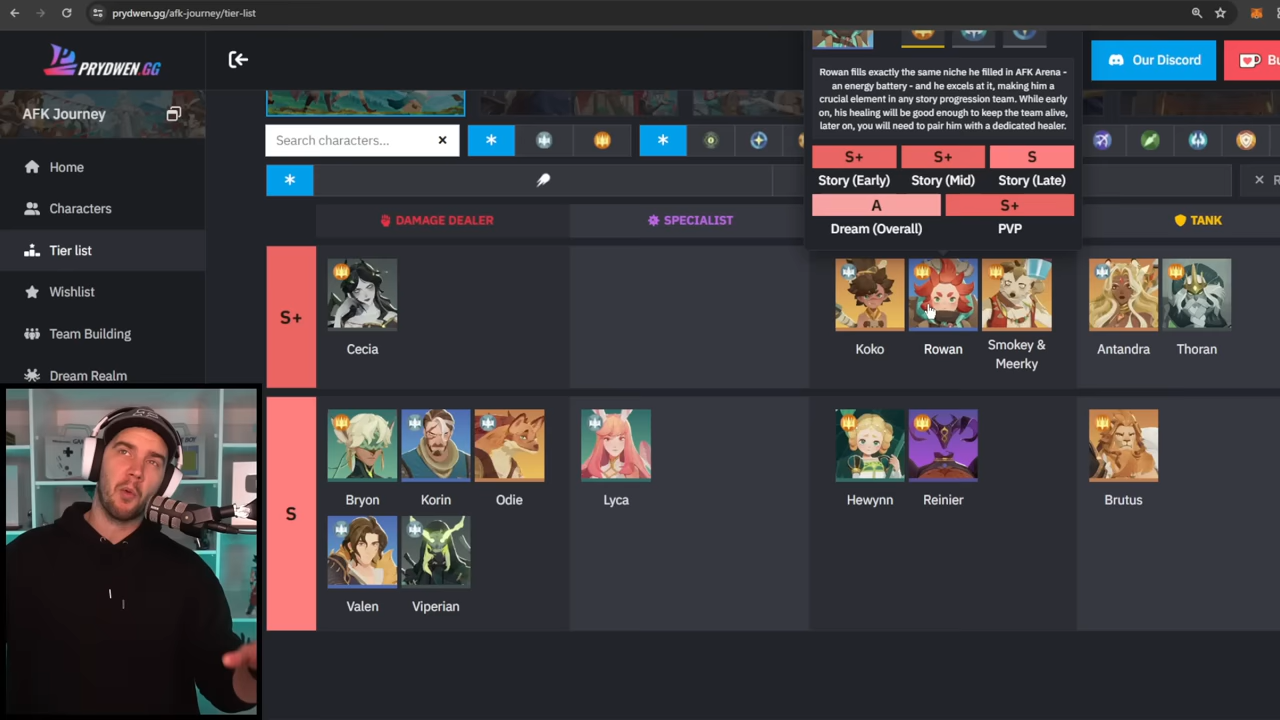 prydwen.gg/afk-journey/tier-list
PRYDWEN.GG
Our Discord
AFK Journey
Home
Characters
Tier list
Wishlist
Team Building
Dream Realm
Search characters...
Rowan fills exactly the same niche he filled in AFK Arena -
an energy battery - and he excels at it, making him a
crucial element in any story progression team. While early
on, his healing will be good enough to keep the team alive,
later on, you will need to pair him with a dedicated healer.
S+ S+ S
Story (Early) Story (Mid) Story (Late)
A S+
Dream (Overall) PVP
DAMAGE DEALER SPECIALIST TANK
S+
Cecia Koko Rowan Smokey &
Meerky
Antandra Thoran
S
Bryon Korin Odie Lyca Hewynn Reinier Brutus
Valen Viperian